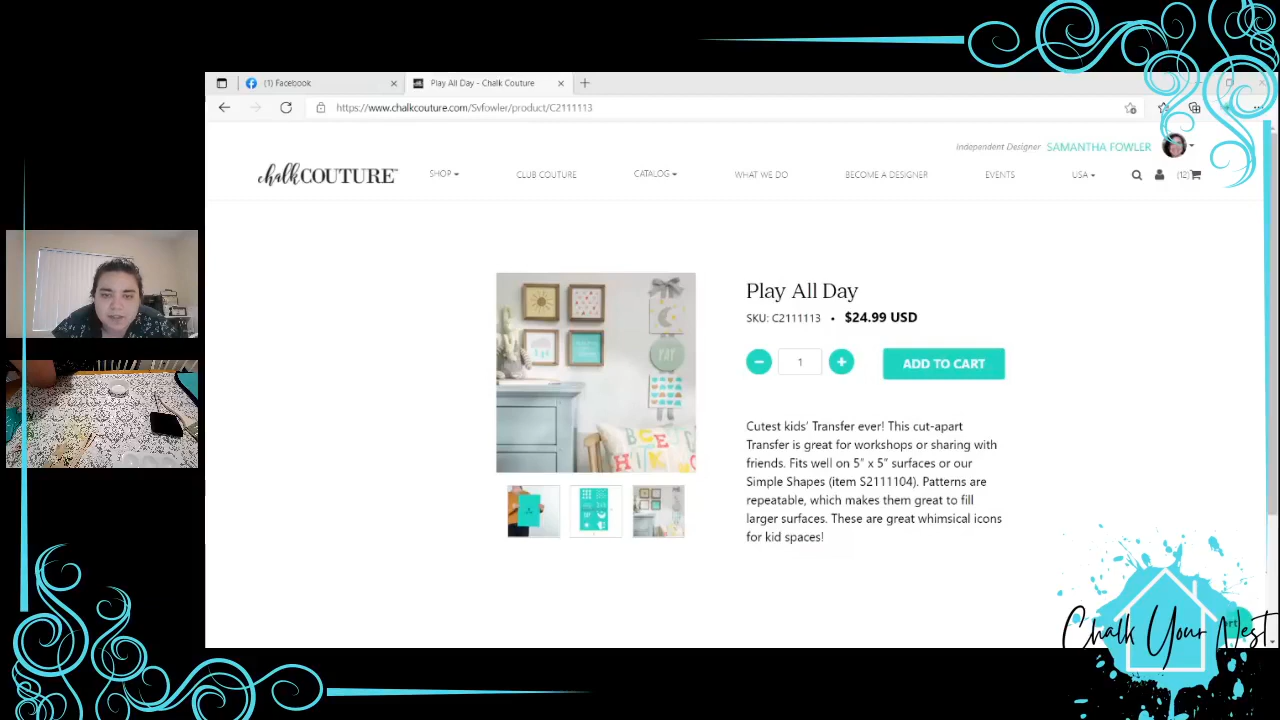 (1) Facebook
Play All Day - Chalk Couture
https://www.chalkcouture.com/Svfowler/product/C2111113
Independent Designer SAMANTHA FOWLER
chalkCOUTURE
SHOP CLUB COUTURE CATALOG WHAT WE DO BECOME A DESIGNER EVENTS USA (12)
Play All Day
SKU: C2111113 • $24.99 USD
1
ADD TO CART
YAY
Cutest kids' Transfer ever! This cut-apart
Transfer is great for workshops or sharing with
friends. Fits well on 5" x 5" surfaces or our
Simple Shapes (item S2111104). Patterns are
repeatable, which makes them great to fill
larger surfaces. These are great whimsical icons
for kid spaces!
Chalk Your Nest